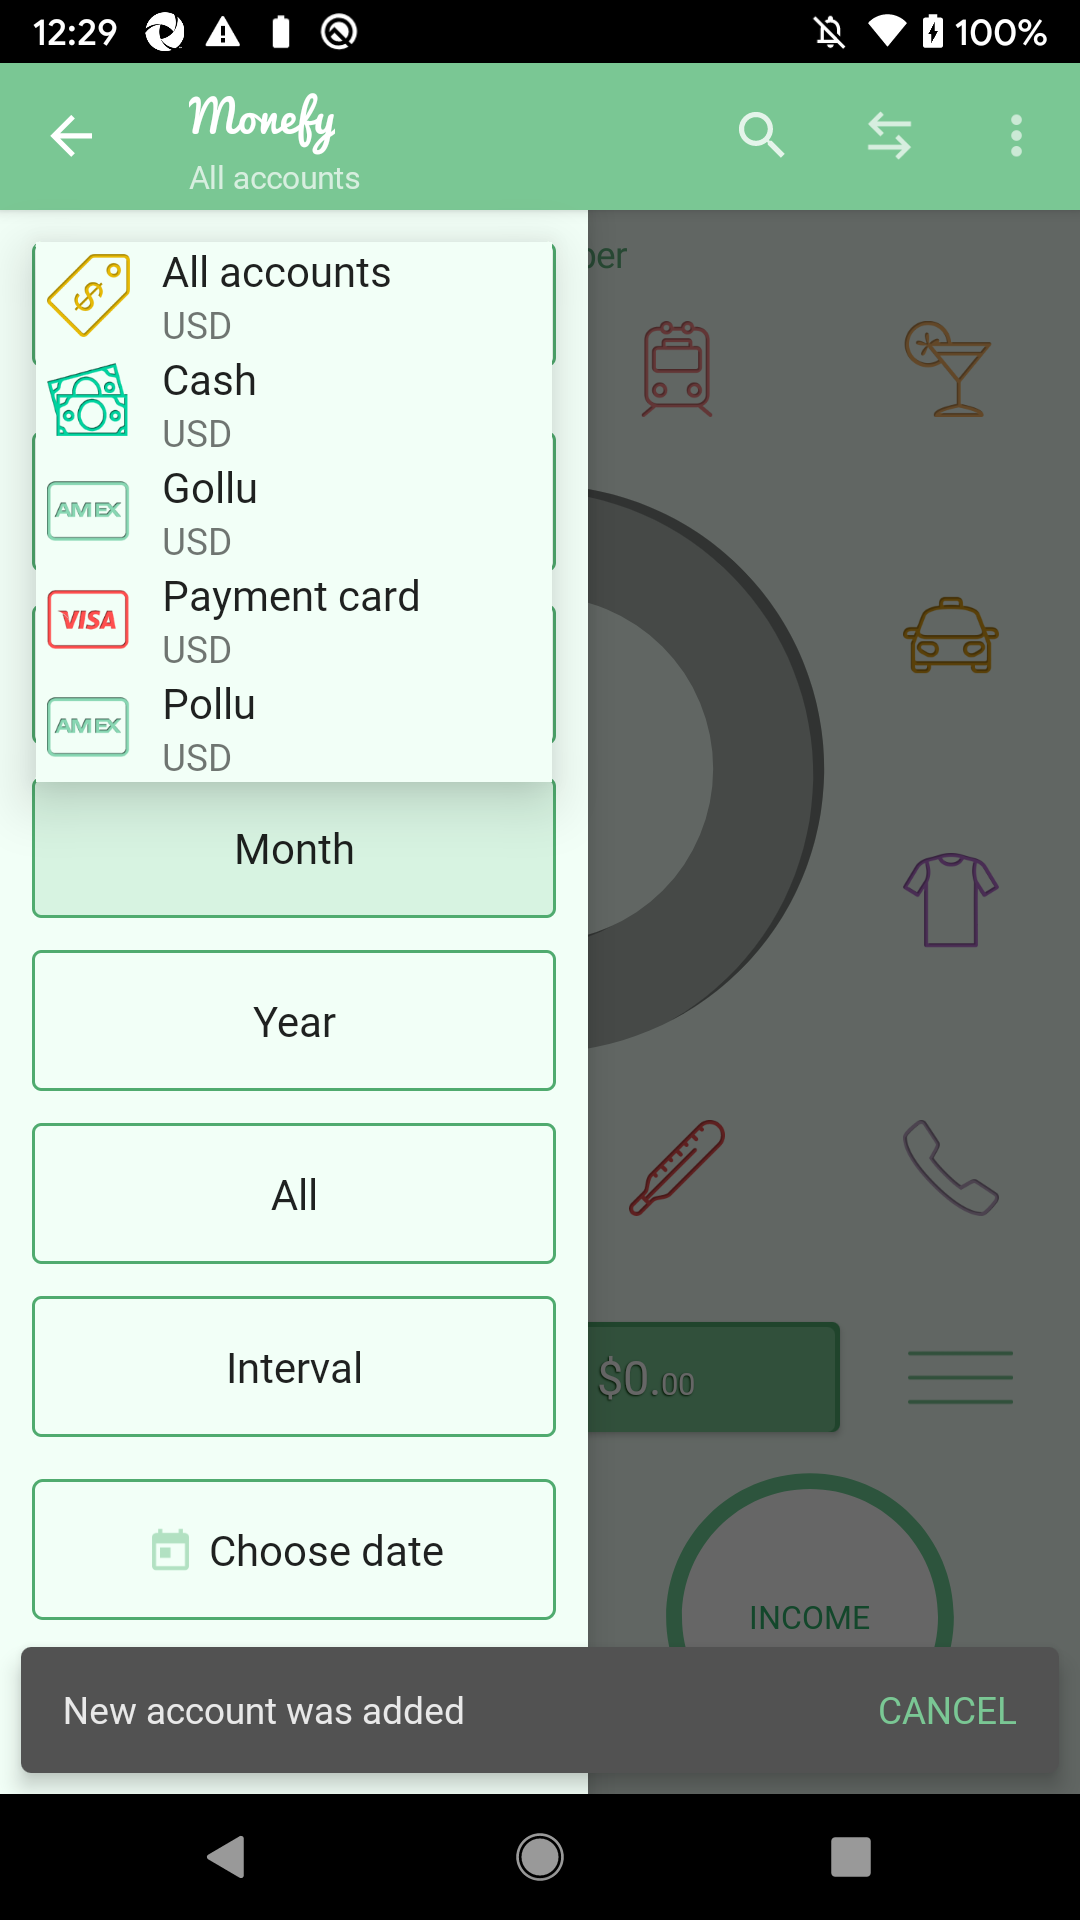 12:29
100%
Monefy
All accounts
ber
All accounts
USD
Cash
USD
AMEX
Gollu
USD
VISA
Payment card
USD
AMEX
Pollu
USD
Month
Year
All
Interval
$0.00
Choose date
INCOME
New account was added
CANCEL